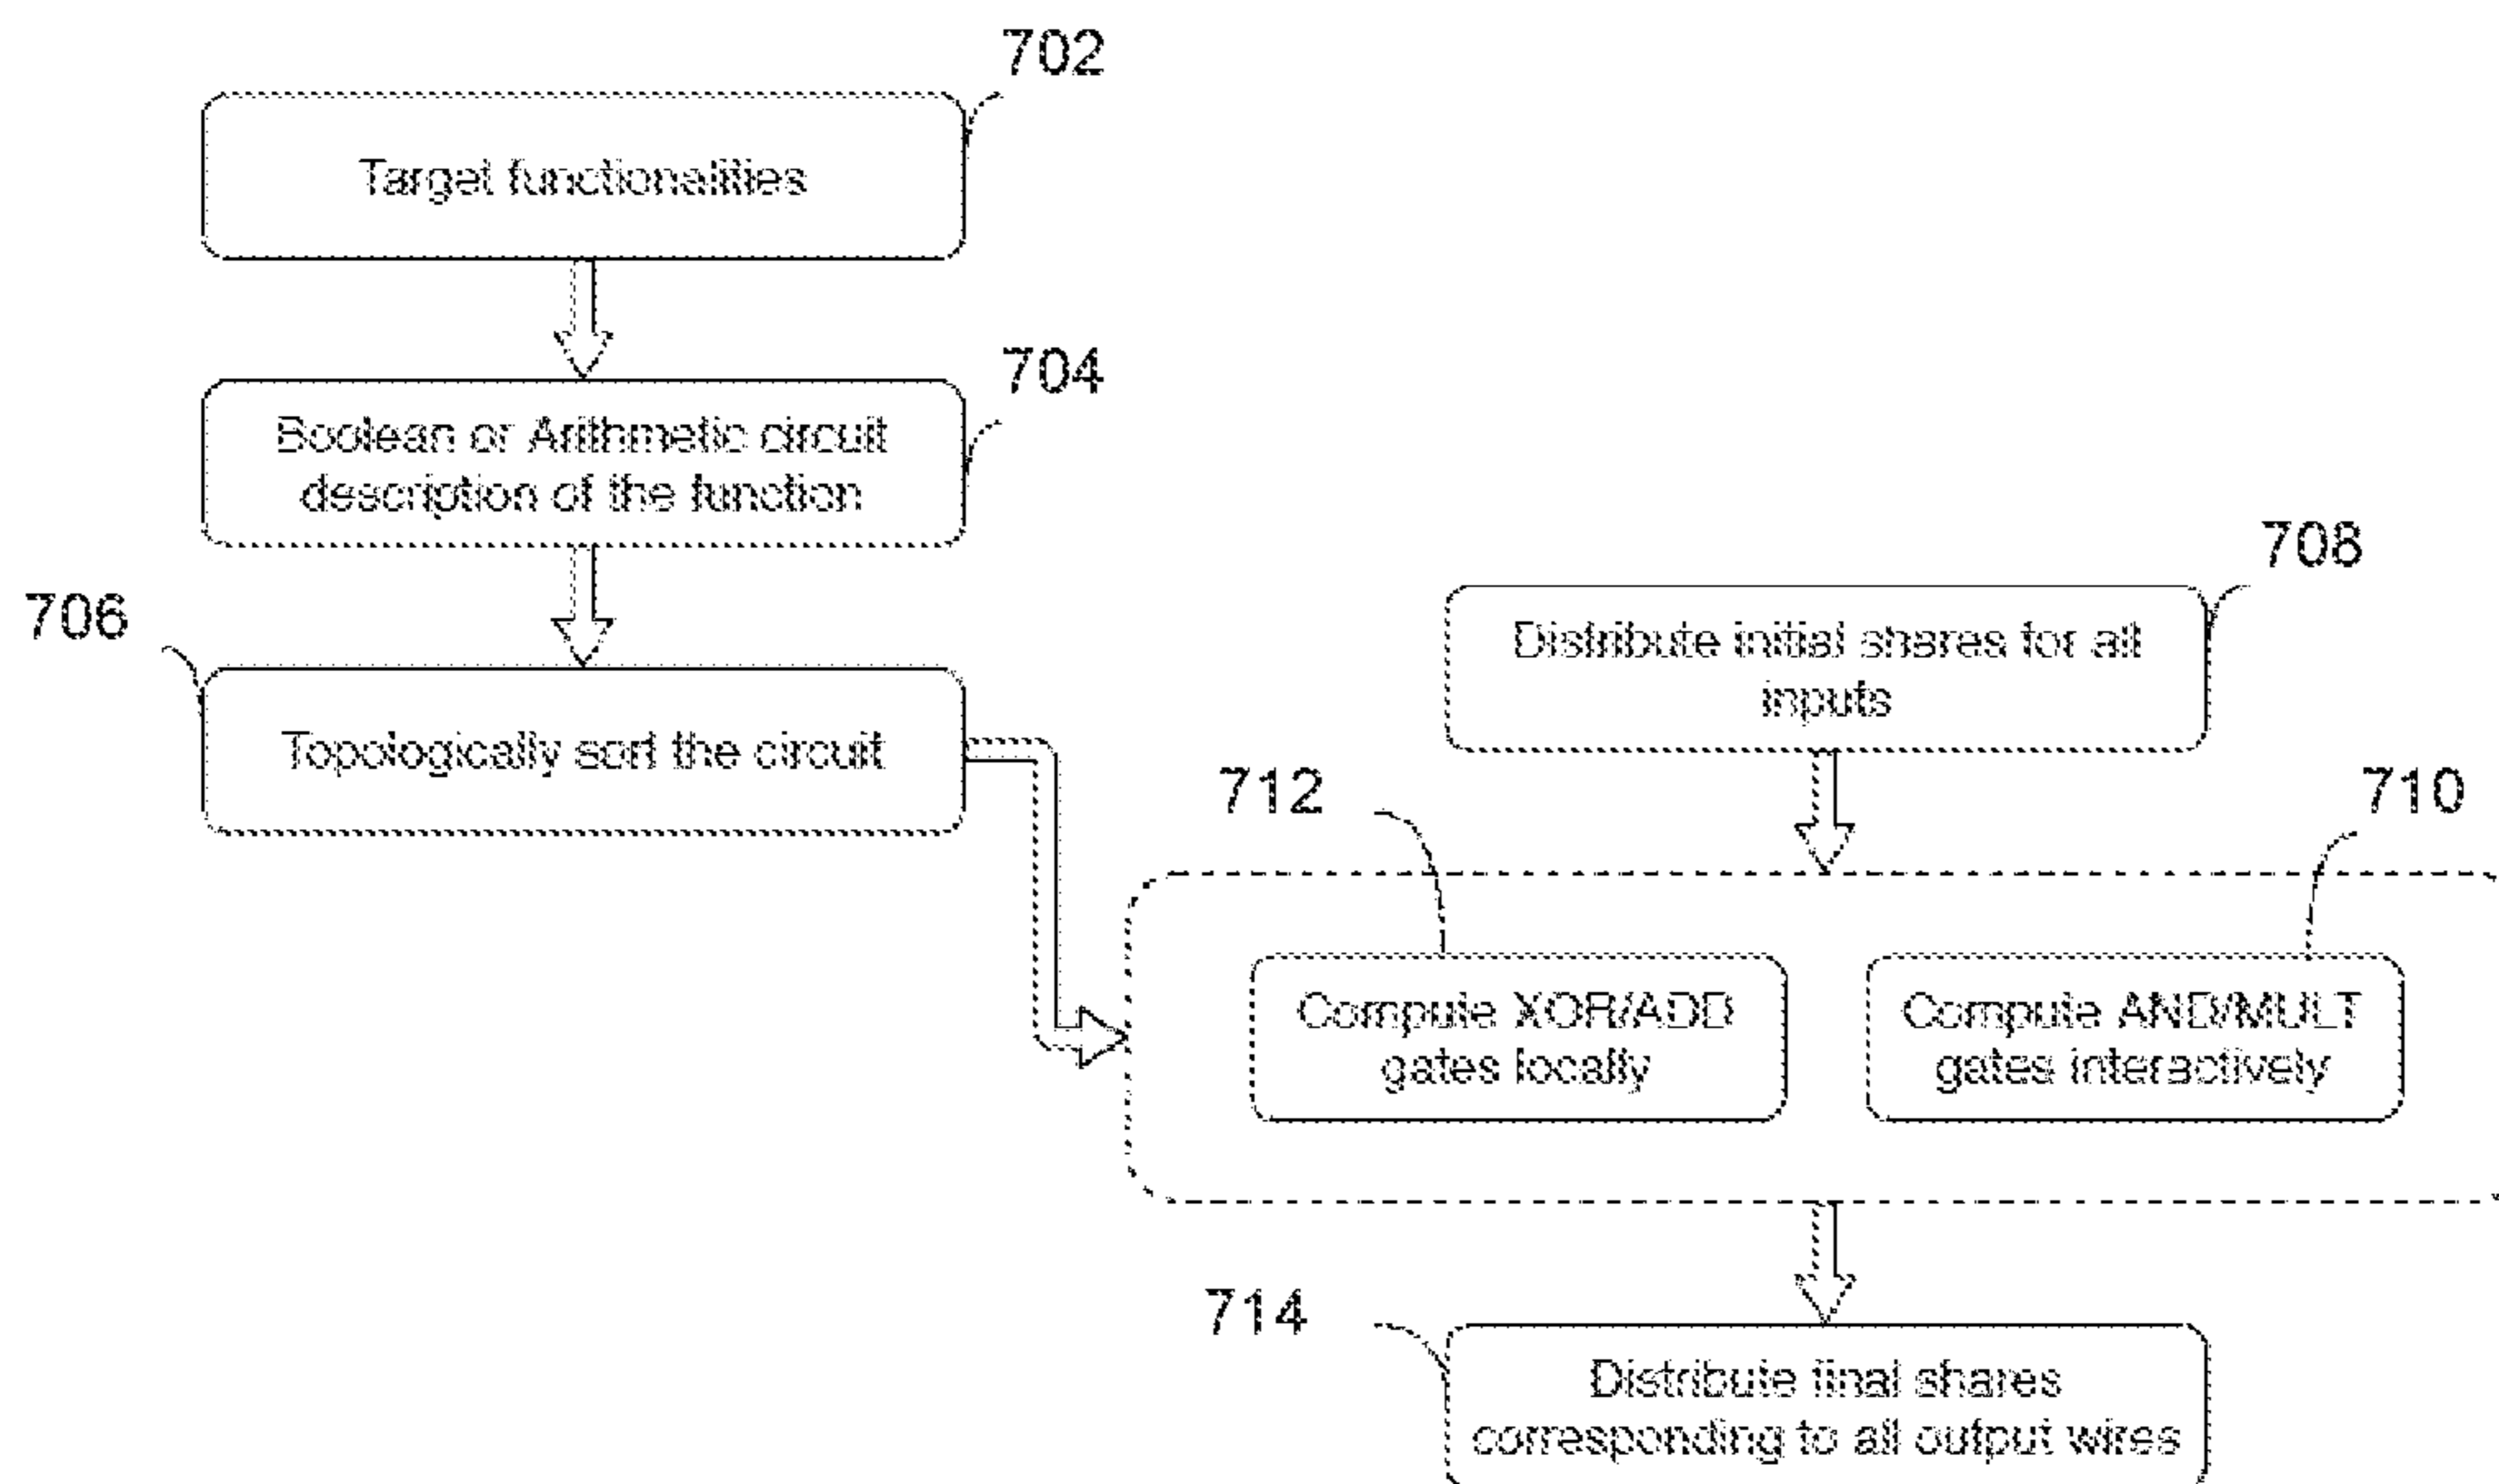 702
Target functionalities
704
Boolean or Arithmetic circuit
description of the function
706
Topologically sort the circuit
708
Distribute initial shares for all
inputs
712
710
Compute XOR/ADD
gates locally
Compute AND/MULT
gates interactively
714
Distribute final shares
corresponding to all output wires